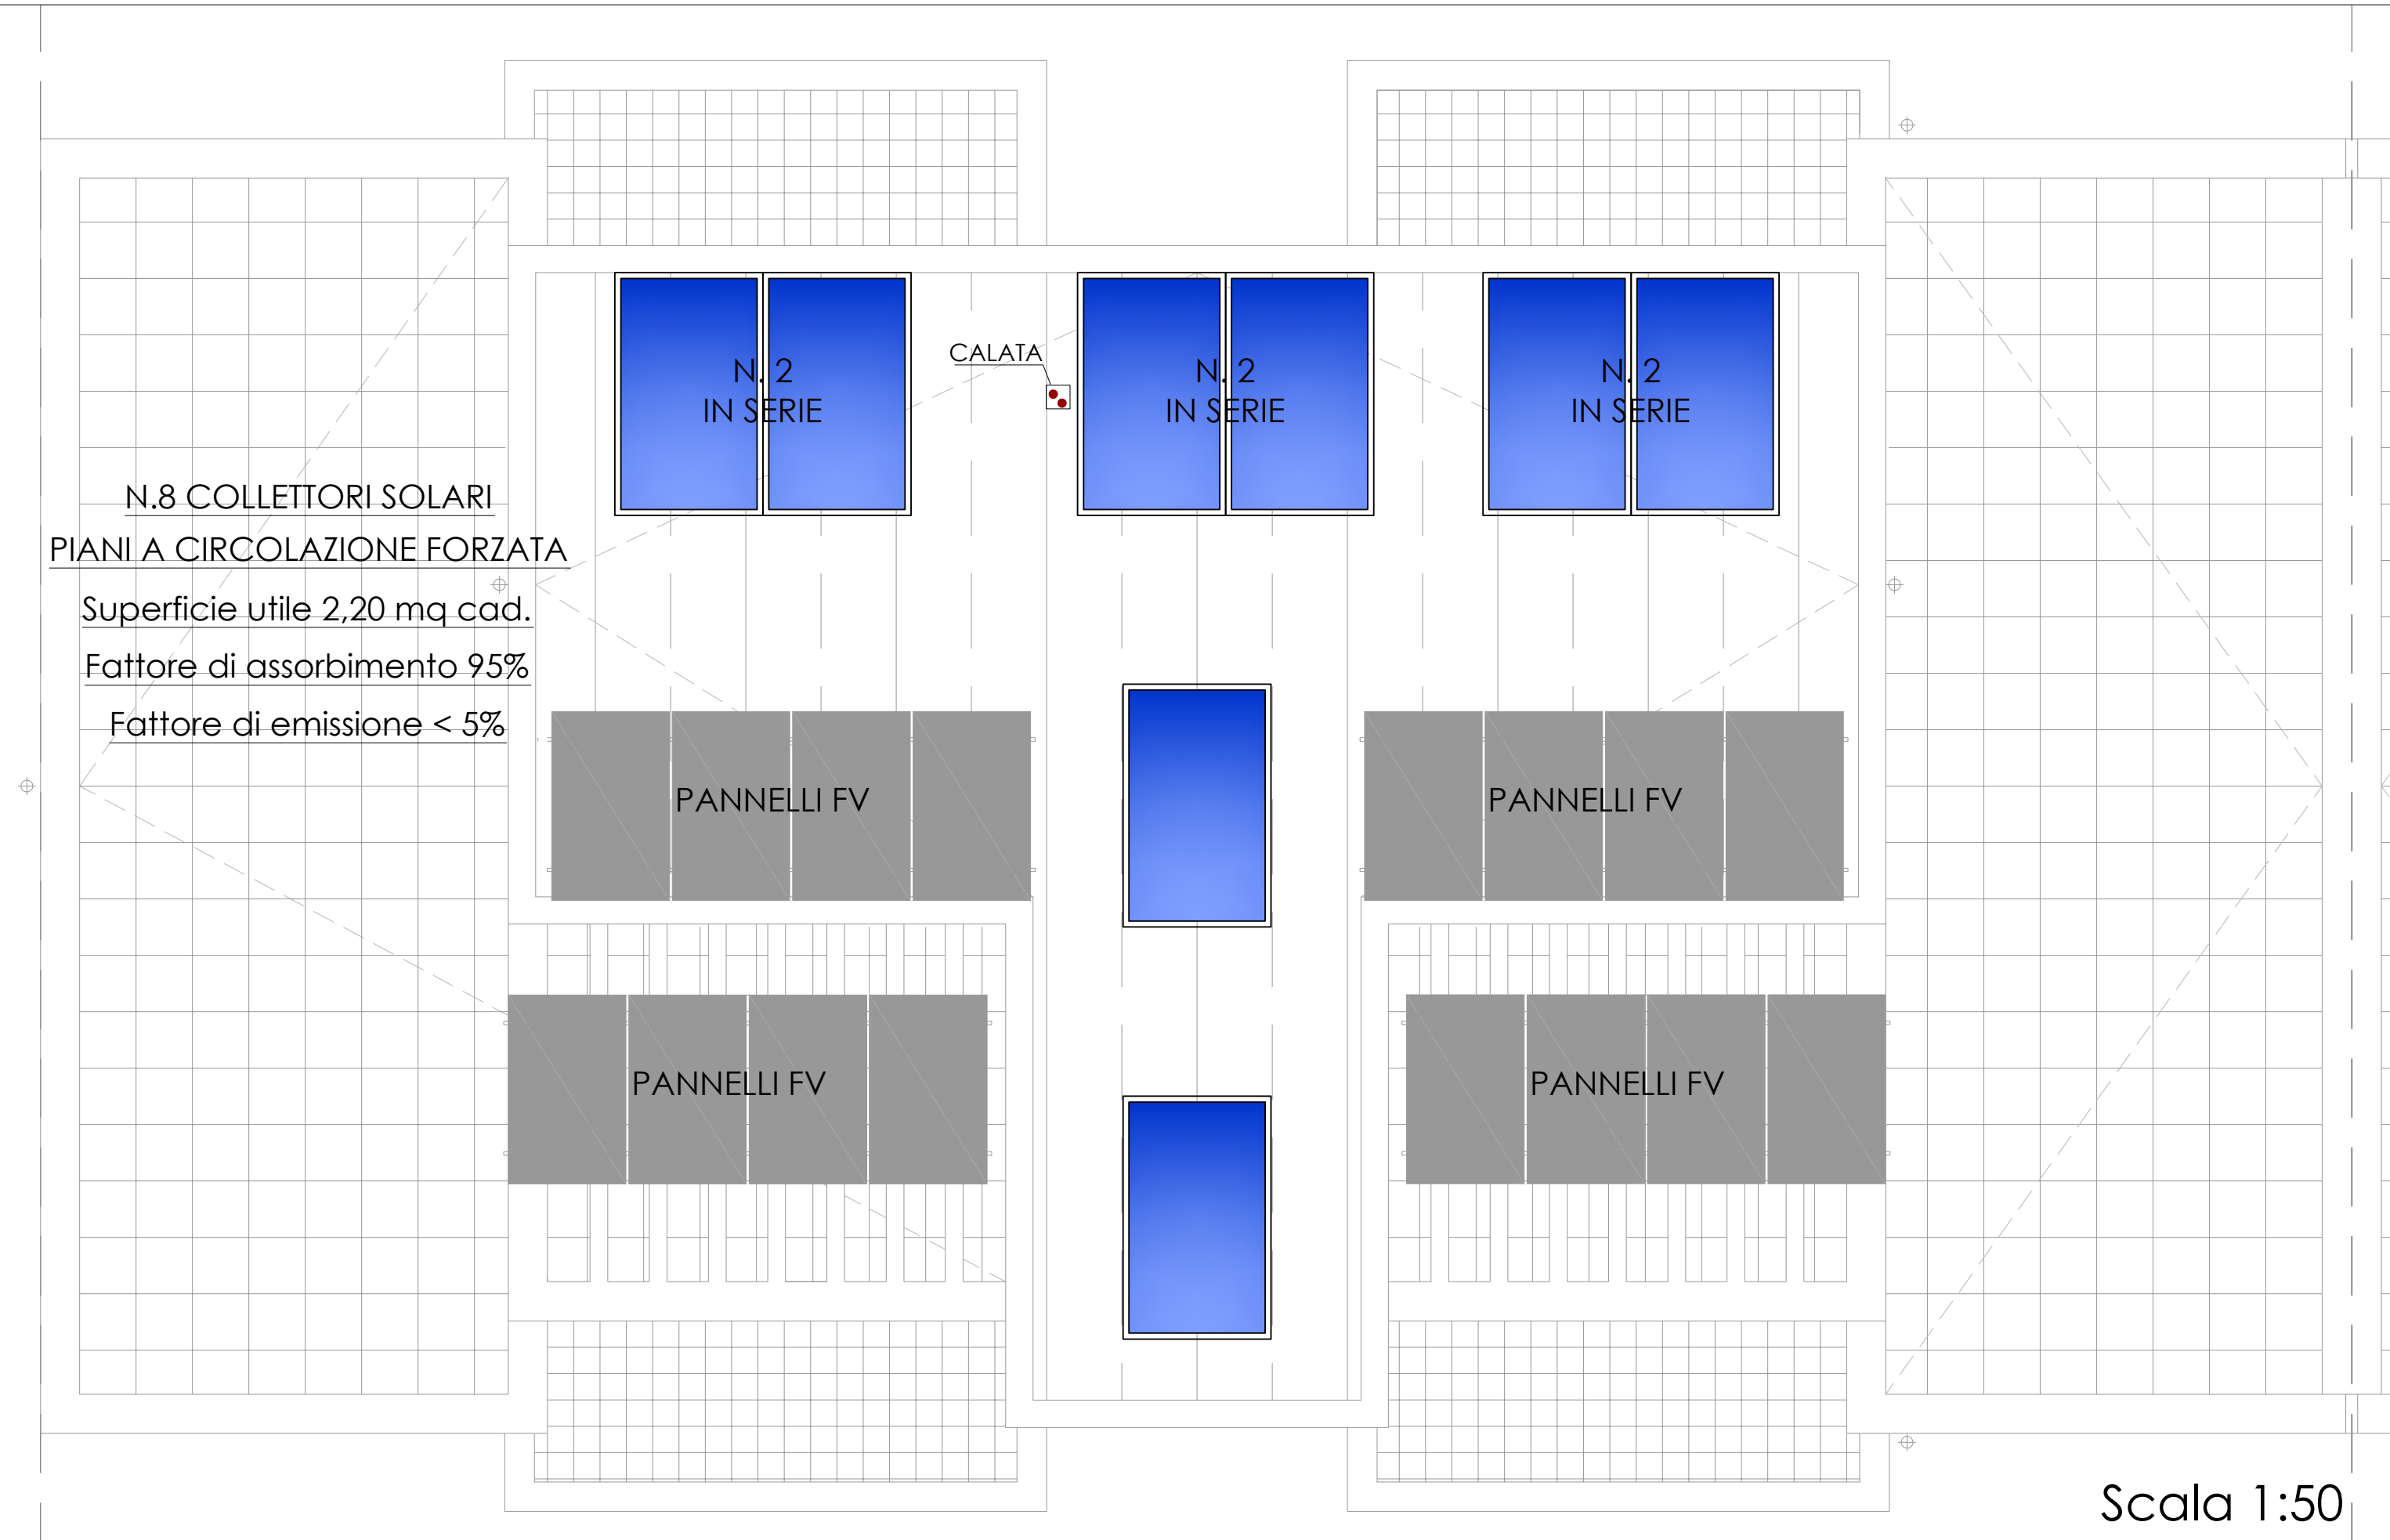 CALATA
N. 2
IN SERIE
N. 2
IN SERIE
N. 2
IN SERIE
N.8 COLLETTORI SOLARI
PIANI A CIRCOLAZIONE FORZATA
Superficie utile 2,20 mq cad.
Fattore di assorbimento 95%
Fattore di emissione < 5%
PANNELLI FV
PANNELLI FV
PANNELLI FV
PANNELLI FV
Scala 1:50